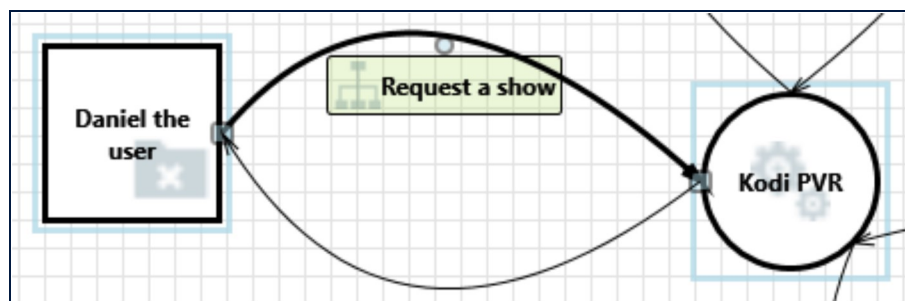 Daniel the
user
Request a show
Kodi PVR